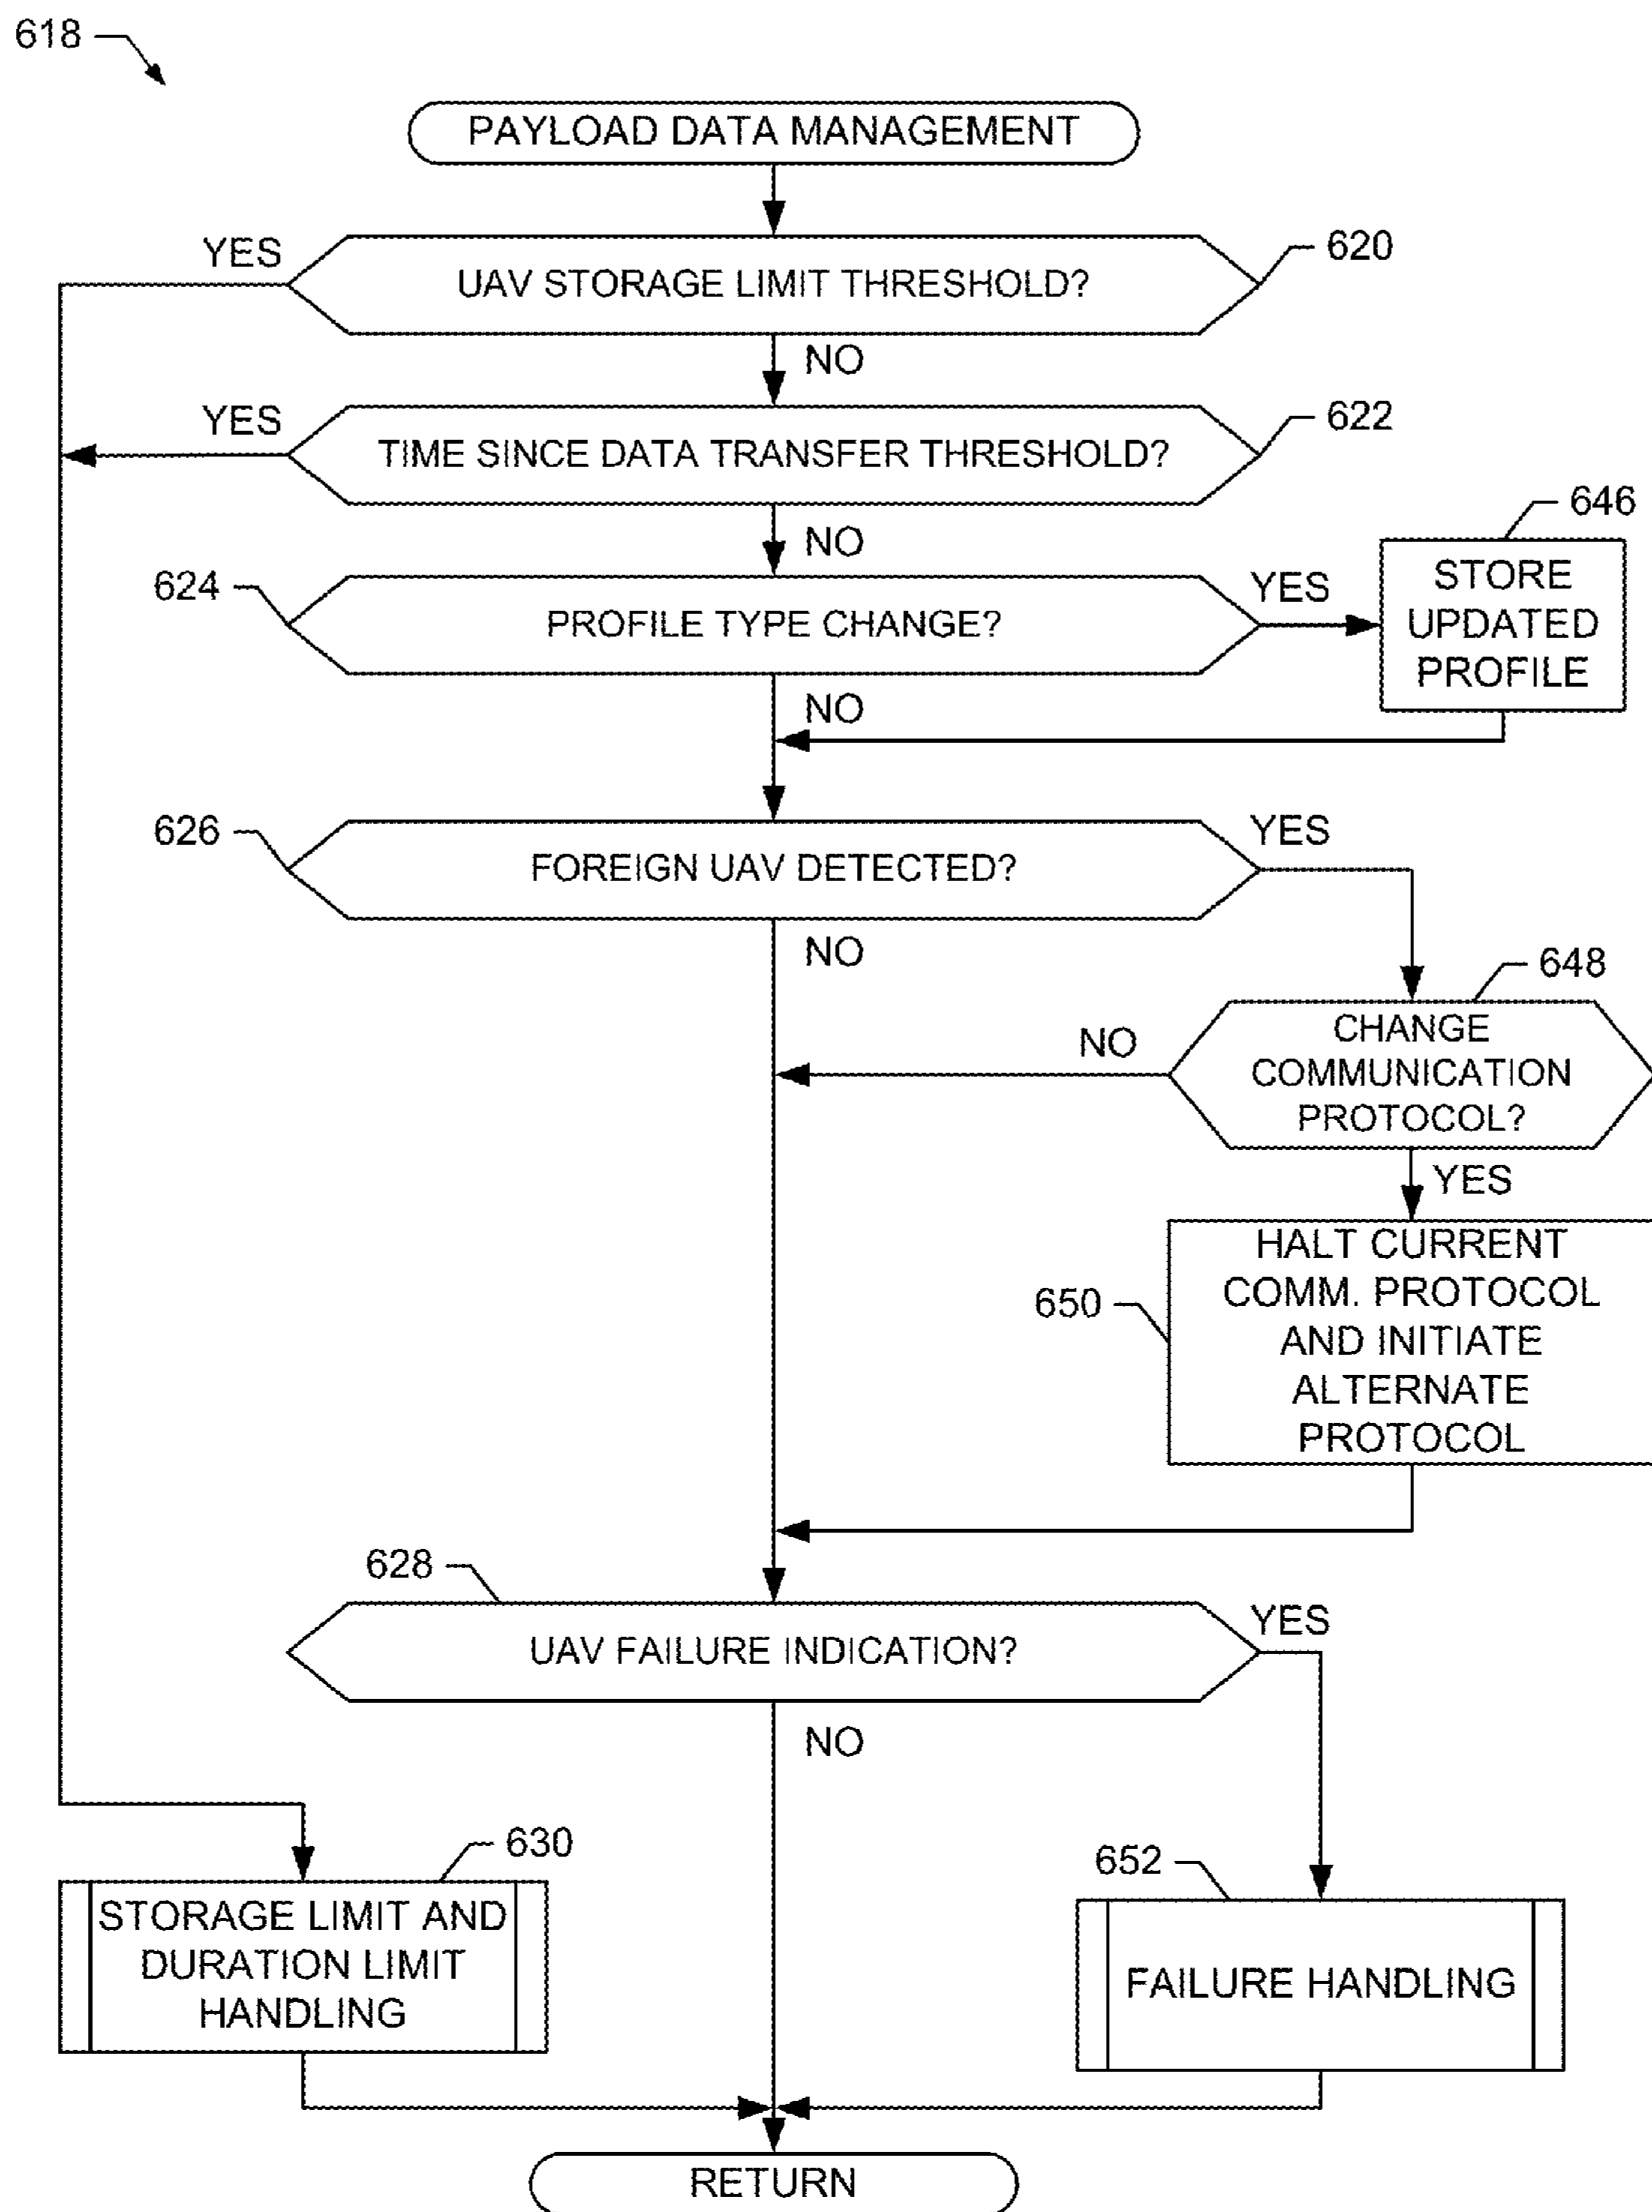 618
PAYLOAD DATA MANAGEMENT
YES
UAV STORAGE LIMIT THRESHOLD?
620
NO
YES
TIME SINCE DATA TRANSFER THRESHOLD?
622
NO
646
624
PROFILE TYPE CHANGE?
YES
STORE
UPDATED
PROFILE
NO
626
FOREIGN UAV DETECTED?
YES
NO
648
NO
CHANGE
COMMUNICATION
PROTOCOL?
YES
650
HALT CURRENT
COMM. PROTOCOL
AND INITIATE
ALTERNATE
PROTOCOL
628
UAV FAILURE INDICATION?
YES
NO
630
STORAGE LIMIT AND
DURATION LIMIT
HANDLING
652
FAILURE HANDLING
RETURN